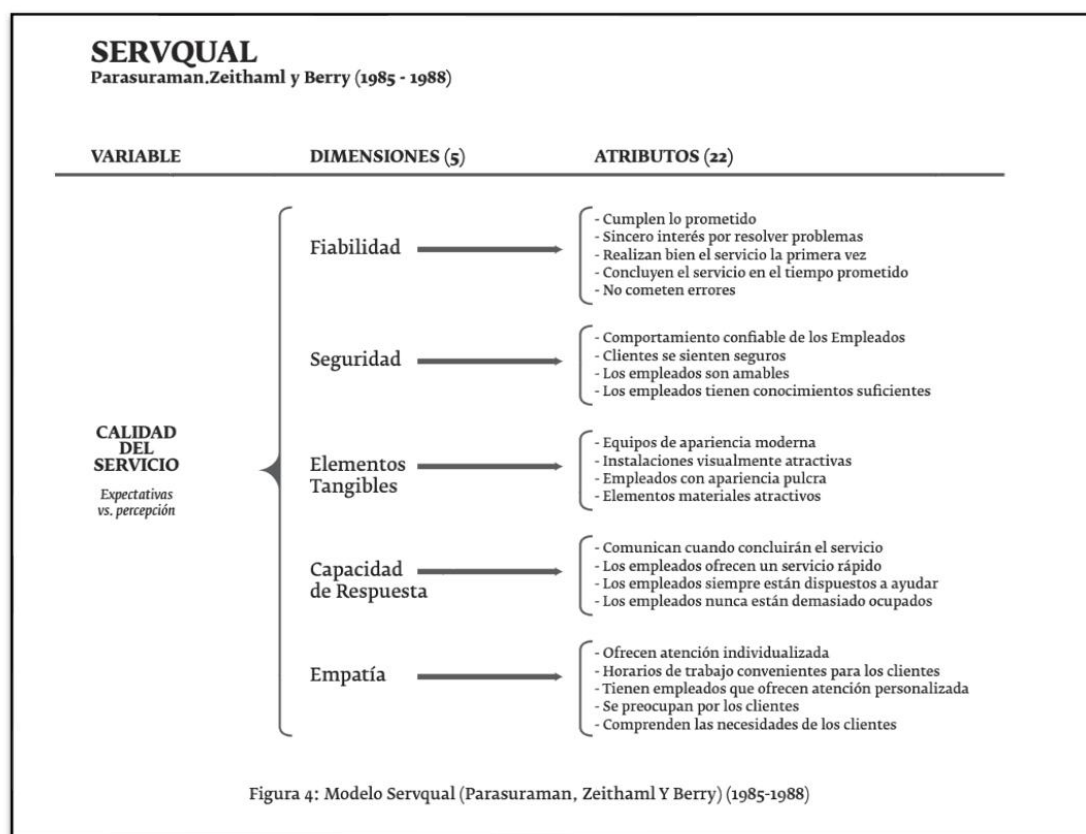 SERVQUAL
Parasuraman.Zeithaml y Berry (1985 - 1988)
VARIABLE
DIMENSIONES (5)
ATRIBUTOS (22)
CALIDAD
DEL
SERVICIO
Expectativas
vs. percepción
Fiabilidad
- Cumplen lo prometido
- Sincero interés por resolver problemas
- Realizan bien el servicio la primera vez
- Concluyen el servicio en el tiempo prometido
- No cometen errores
Seguridad
- Comportamiento confiable de los Empleados
- Clientes se sienten seguros
- Los empleados son amables
- Los empleados tienen conocimientos suficientes
Elementos
Tangibles
- Equipos de apariencia moderna
- Instalaciones visualmente atractivas
- Empleados con apariencia pulcra
- Elementos materiales atractivos
Capacidad
de Respuesta
- Comunican cuando concluirán el servicio
- Los empleados ofrecen un servicio rápido
- Los empleados siempre están dispuestos a ayudar
- Los empleados nunca están demasiado ocupados
Empatía
- Ofrecen atención individualizada
- Horarios de trabajo convenientes para los clientes
- Tienen empleados que ofrecen atención personalizada
- Se preocupan por los clientes
- Comprenden las necesidades de los clientes
Figura 4: Modelo Servqual (Parasuraman, Zeithaml Y Berry) (1985-1988)